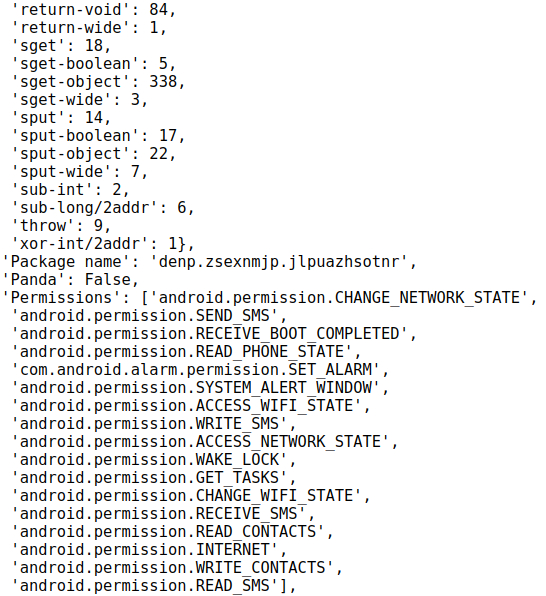 'return-void': 84,
'return-wide': 1,
'sget': 18,
'sget-boolean': 5,
'sget-object': 338,
'sget-wide': 3,
'sput': 14,
'sput-boolean': 17,
'sput-object': 22,
'sput-wide': 7,
'sub-int': 2,
'sub-long/2addr': 6,
'throw': 9,
'xor-int/2addr': 1},
'Package name': 'denp.zsexnmjp.jlpuazhsotnr',
'Panda': False,
'Permissions': ['android.permission.CHANGE_NETWORK_STATE',
'android.permission.SEND_SMS',
'android.permission.RECEIVE_BOOT_COMPLETED',
'android.permission.READ_PHONE_STATE',
'com.android.alarm.permission.SET_ALARM',
'android.permission.SYSTEM_ALERT_WINDOW',
'android.permission.ACCESS_WIFI_STATE',
'android.permission.WRITE_SMS',
'android.permission.ACCESS_NETWORK_STATE',
'android.permission.WAKE_LOCK',
'android.permission.GET_TASKS',
'android.permission.CHANGE_WIFI_STATE',
'android.permission.RECEIVE_SMS',
'android.permission.READ_CONTACTS',
'android.permission.INTERNET',
'android.permission.WRITE_CONTACTS',
'android.permission.READ_SMS'],